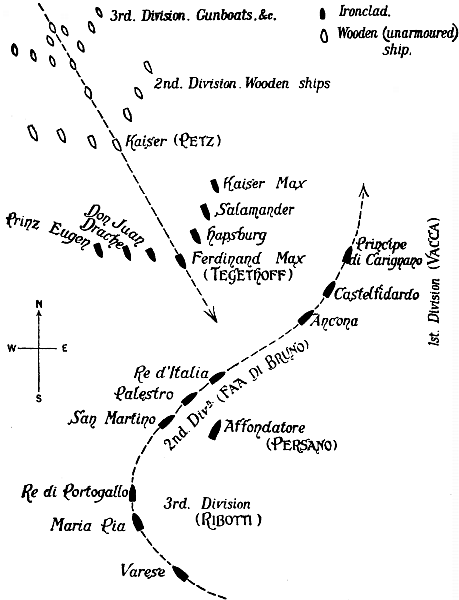 3rd. Division. Gunboats. &c.
Ironclad.
Wooden (unarmoured)
ship.
2nd. Division. Wooden ships
Kaiser (PETZ)
Kaiser Max
Salamander
Hapsburg
Don Juan
Drache
Prinz Eugen
Ferdinand Max
(TEGETHOFF)
Principe
di Carignano
Castelfidardo
Ancona
1st. Division (VACCA)
N
W E
S
Re d'Italia
Palestro
San Martino
2nd. Divn. (FAA DI BRUNO)
Affondatore
(PERSANO)
Re di Portogallo
3rd. Division
(RIBOTTI)
Maria Pia
Varese